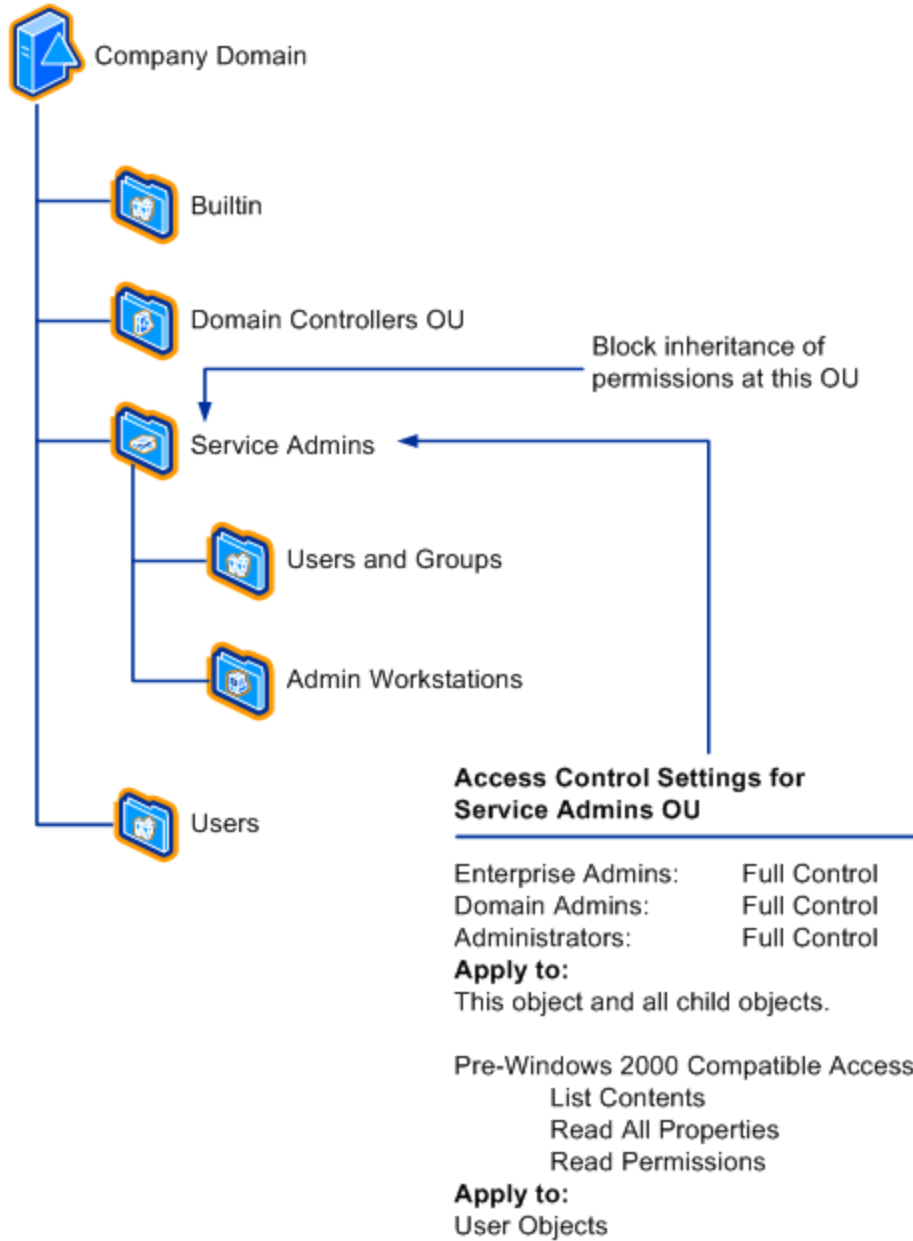 Company Domain
Builtin
Domain Controllers OU
Block inheritance of
permissions at this OU
Service Admins
Users and Groups
Admin Workstations
Users
Access Control Settings for
Service Admins OU
Enterprise Admins: Full Control
Domain Admins: Full Control
Administrators: Full Control
Apply to:
This object and all child objects.
Pre-Windows 2000 Compatible Access
List Contents
Read All Properties
Read Permissions
Apply to:
User Objects